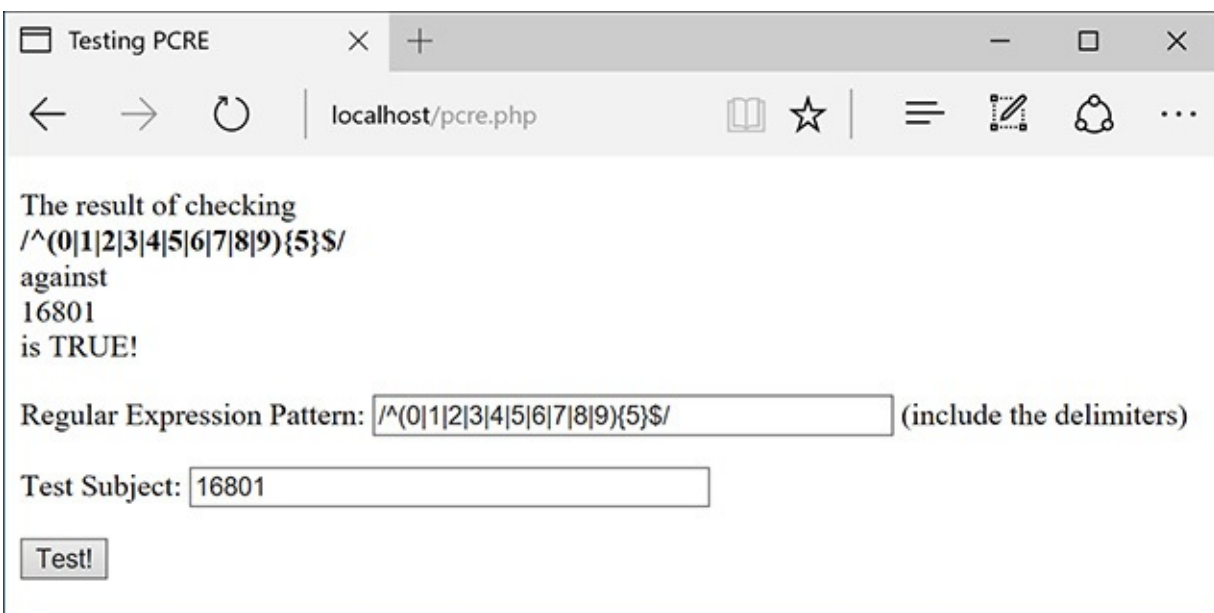 Testing PCRE
localhost/pcre.php
The result of checking
/^(0|1|2|3|4|5|6|7|8|9){5}$/
against
16801
is TRUE!
Regular Expression Pattern: /^(0|1|2|3|4|5|6|7|8|9){5}$/ (include the delimiters)
Test Subject: 16801
Test!